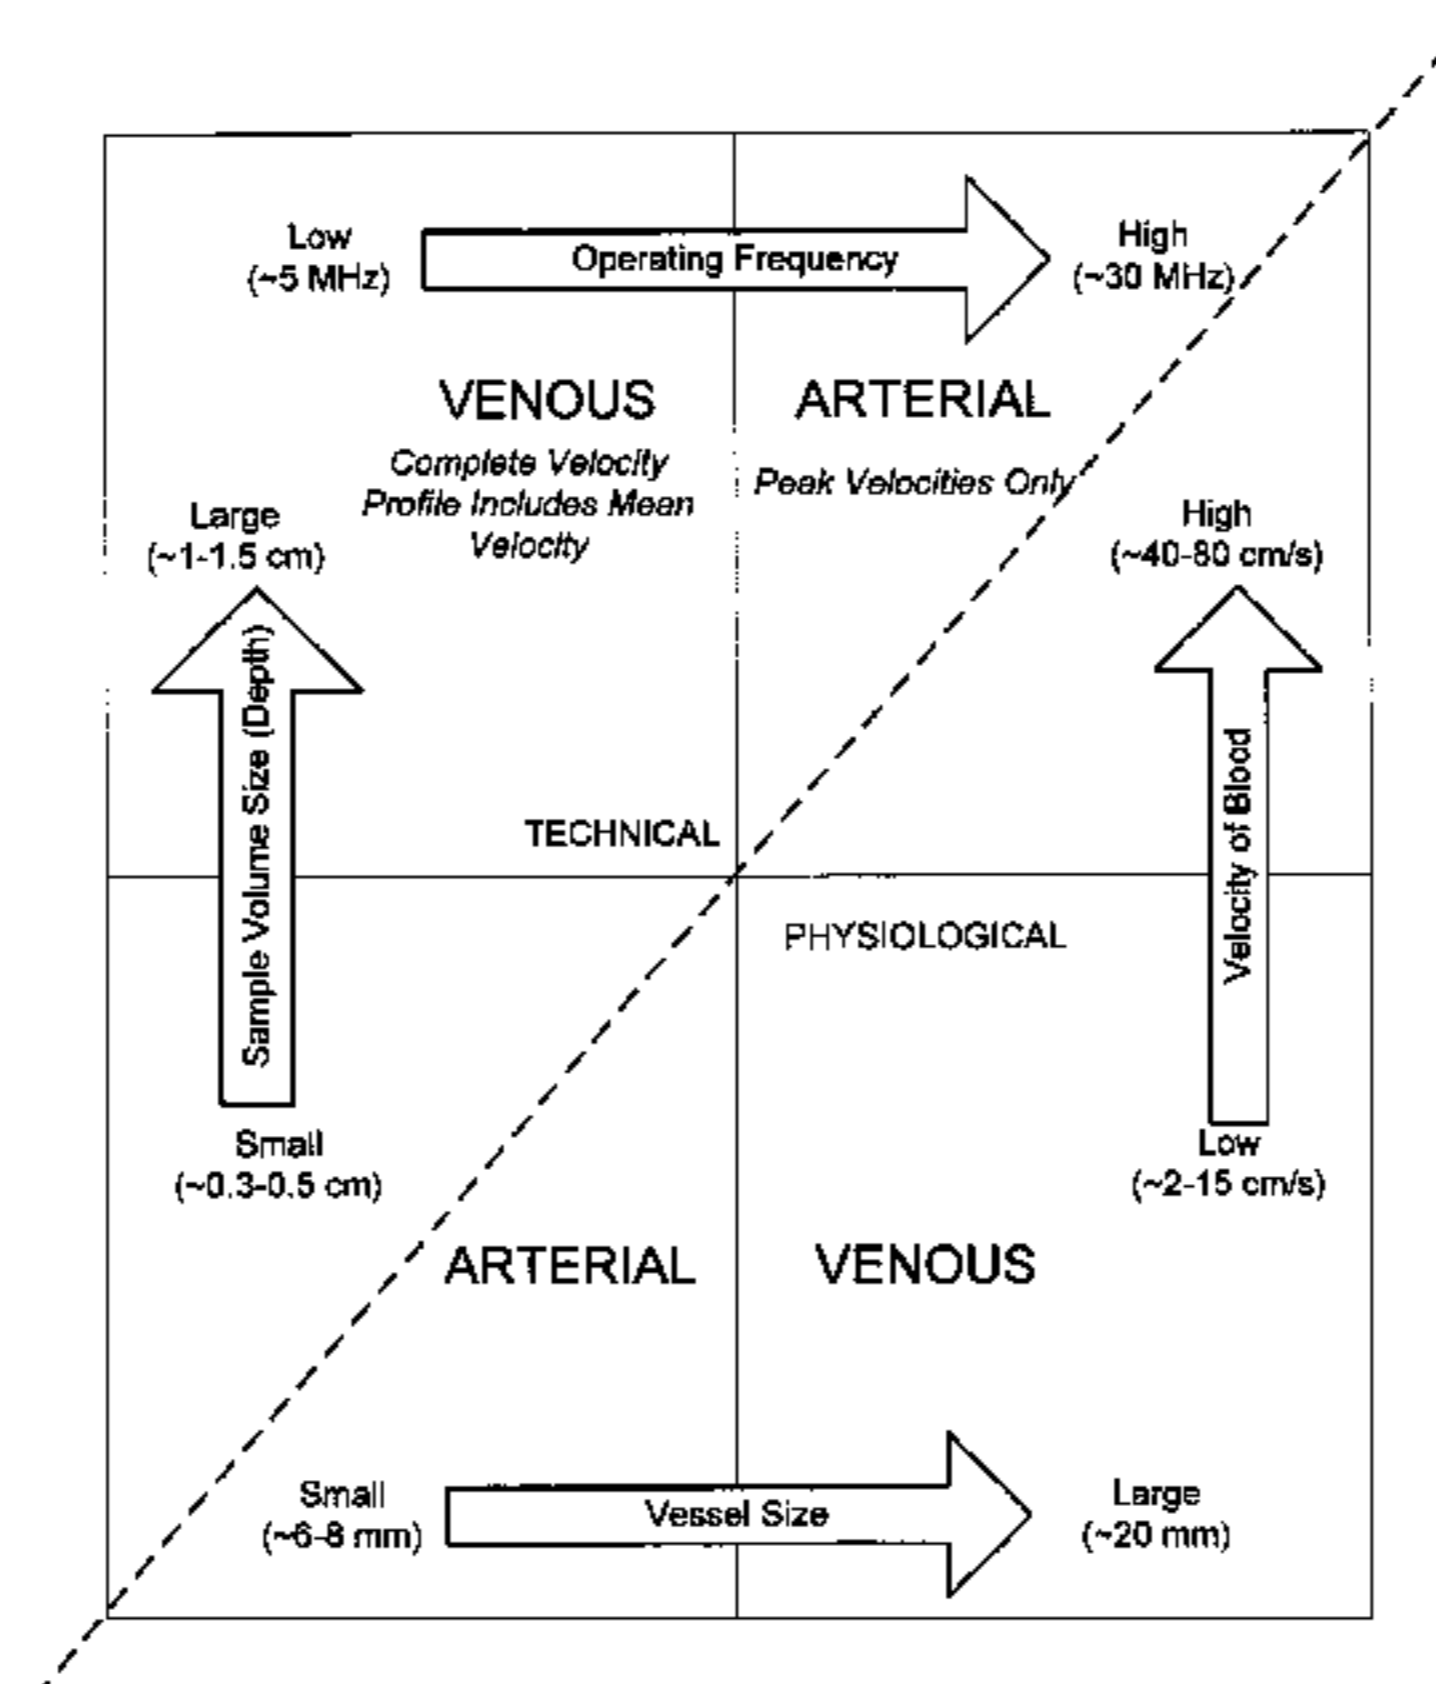 Low
(~5 MHz)
Operating Frequency
High
(~30 MHz)
VENOUS
Complete Velocity
Profile Includes Mean
Velocity
ARTERIAL
Peak Velocities Only
Large
(~1-1.5 cm)
High
(~40-80 cm/s)
Sample Volume Size (Depth)
Velocity of Blood
TECHNICAL
PHYSIOLOGICAL
Small
(~0.3-0.5 cm)
Low
(~2-15 cm/s)
ARTERIAL
VENOUS
Small
(~6-8 mm)
Vessel Size
Large
(~20 mm)